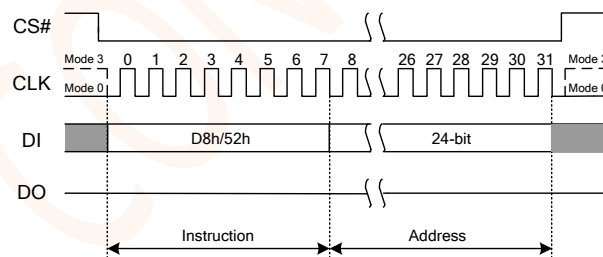 CS#
Mode 3 0 1 2 3 4 5 6 7 8 26 27 28 29 30 31 Mode 3
CLK
Mode 0 Mode 0
DI D8h/52h 24-bit
DO
Instruction Address